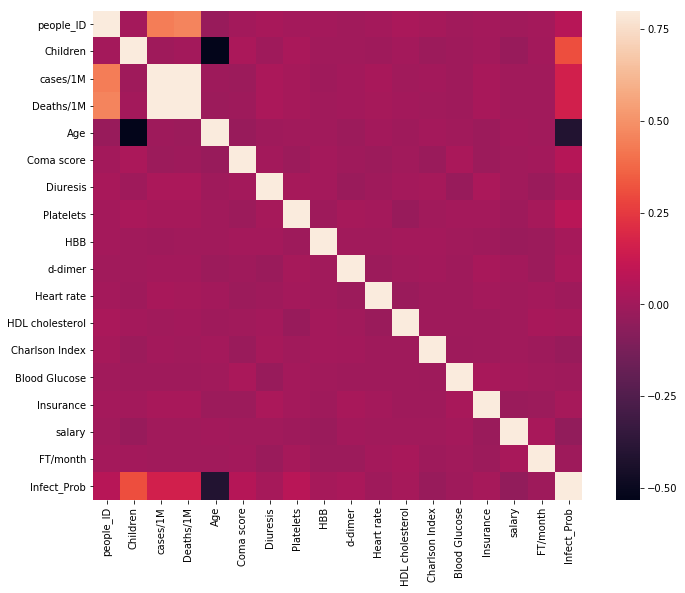 people_ID
Children
cases/1M
Deaths/1M
Age
Coma score
Diuresis
Platelets
HBB
d-dimer
Heart rate
HDL cholesterol
Charlson Index
Blood Glucose
Insurance
salary
FT/month
Infect_Prob
people_ID
Children
cases/1M
Deaths/1M
Age
Coma score
Diuresis
Platelets
HBB
d-dimer
Heart rate
HDL cholesterol
Charlson Index
Blood Glucose
Insurance
salary
FT/month
Infect_Prob
0.75
0.50
0.25
0.00
−0.25
−0.50